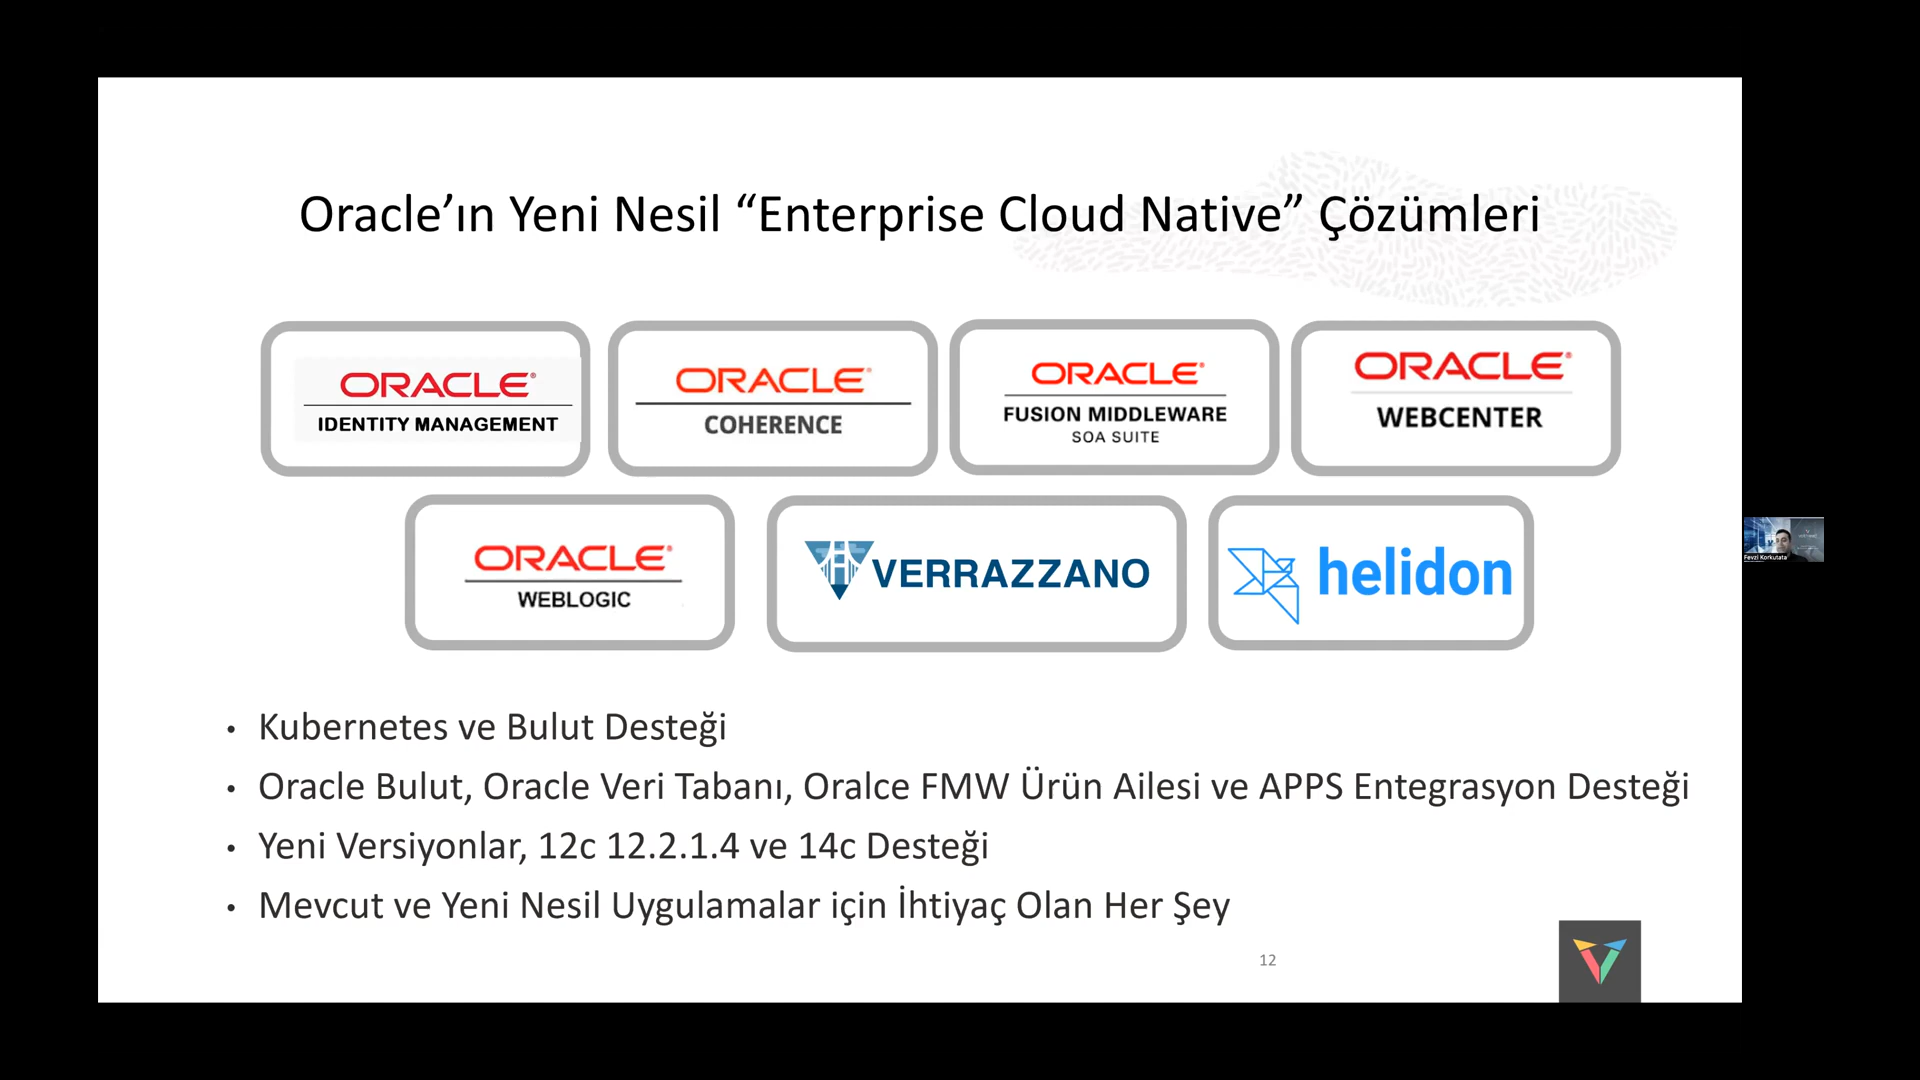 Oracle’ın Yeni Nesil “Enterprise Cloud Native” Çözümleri
ORACLE®
IDENTITY MANAGEMENT
ORACLE®
COHERENCE
ORACLE®
FUSION MIDDLEWARE
SOA SUITE
ORACLE®
WEBCENTER
ORACLE®
WEBLOGIC
VERRAZZANO
helidon
• Kubernetes ve Bulut Desteği
• Oracle Bulut, Oracle Veri Tabanı, Oralce FMW Ürün Ailesi ve APPS Entegrasyon Desteği
• Yeni Versiyonlar, 12c 12.2.1.4 ve 14c Desteği
• Mevcut ve Yeni Nesil Uygulamalar için İhtiyaç Olan Her Şey
12
Fevzi Korkutata